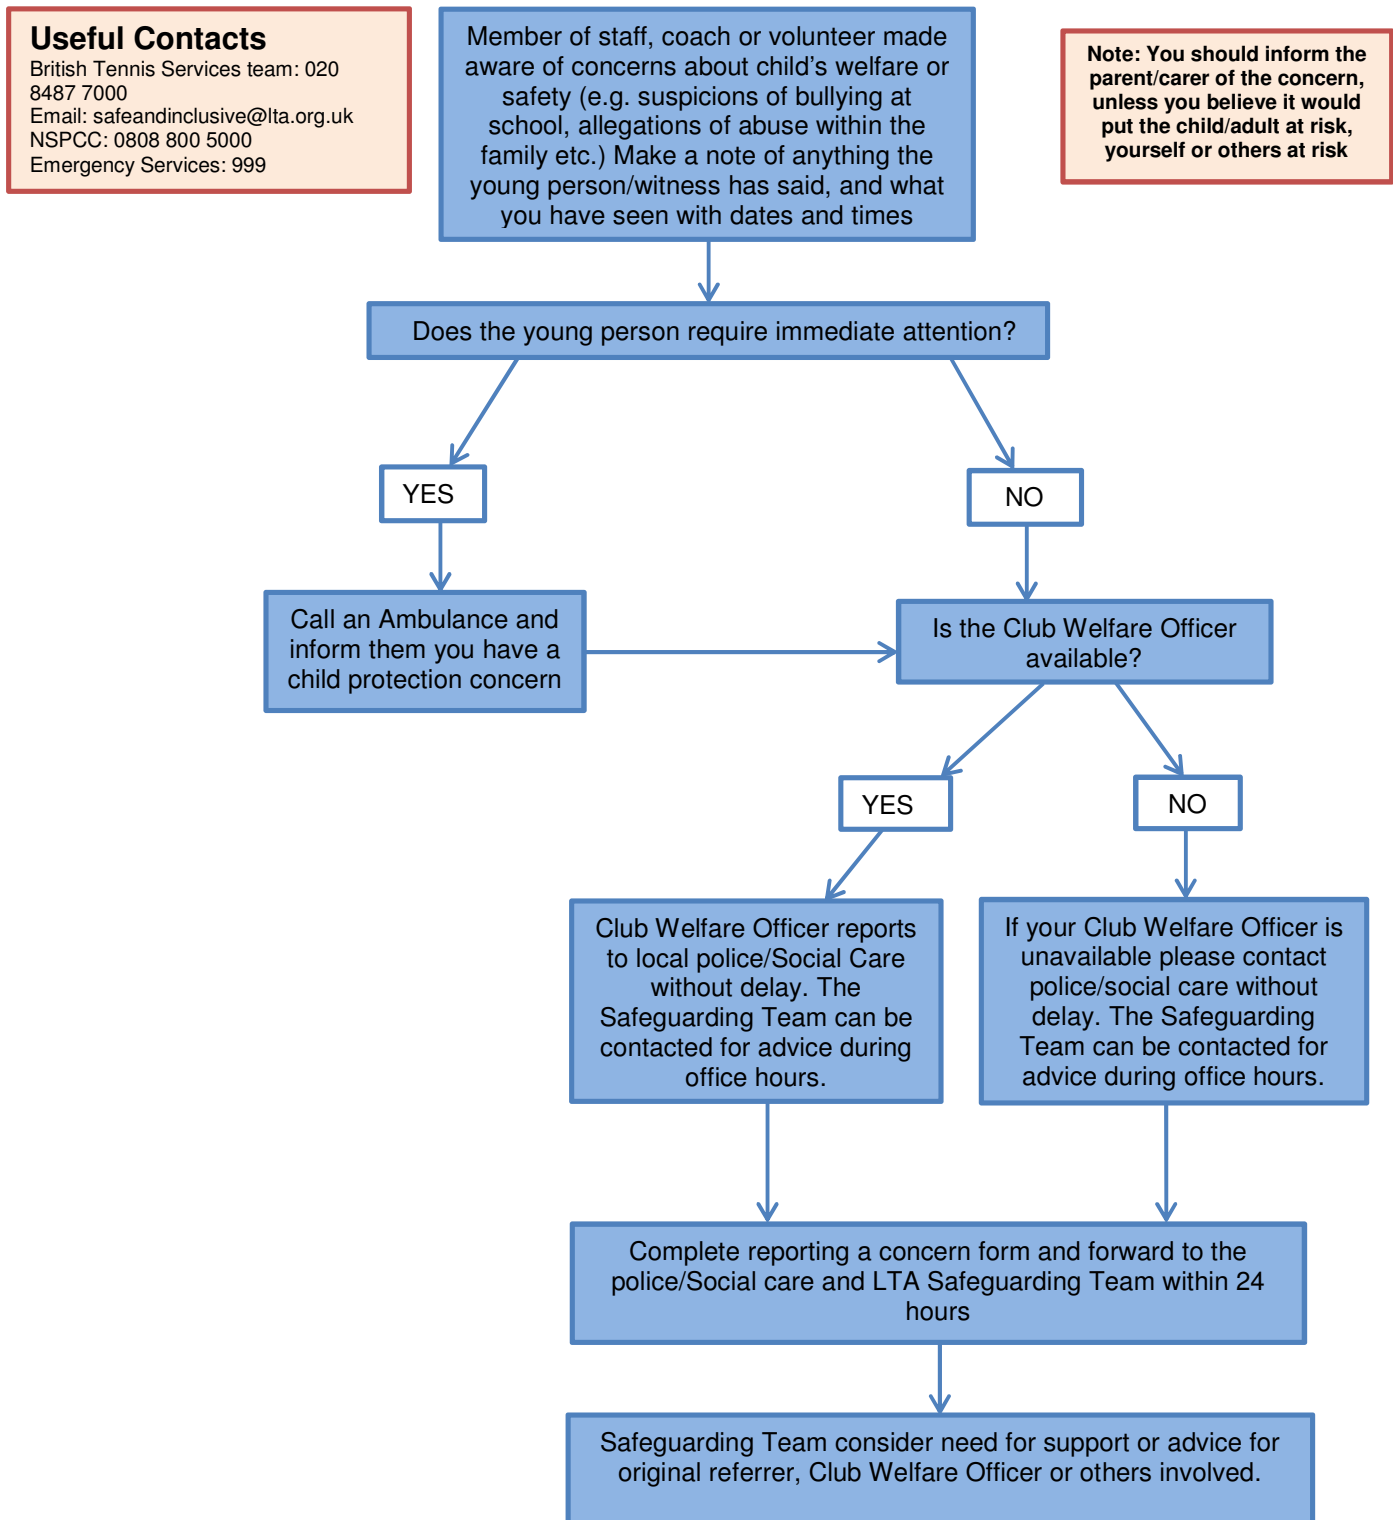 Useful Contacts
British Tennis Services team: 020
8487 7000
Email: safeandinclusive@lta.org.uk
NSPCC: 0808 800 5000
Emergency Services: 999
Member of staff, coach or volunteer made
aware of concerns about child’s welfare or
safety (e.g. suspicions of bullying at
school, allegations of abuse within the
family etc.) Make a note of anything the
young person/witness has said, and what
you have seen with dates and times
Note: You should inform the
parent/carer of the concern,
unless you believe it would
put the child/adult at risk,
yourself or others at risk
Does the young person require immediate attention?
YES
NO
Call an Ambulance and
inform them you have a
child protection concern
Is the Club Welfare Officer
available?
YES
NO
Club Welfare Officer reports
to local police/Social Care
without delay. The
Safeguarding Team can be
contacted for advice during
office hours.
If your Club Welfare Officer is
unavailable please contact
police/social care without
delay. The Safeguarding
Team can be contacted for
advice during office hours.
Complete reporting a concern form and forward to the
police/Social care and LTA Safeguarding Team within 24
hours
Safeguarding Team consider need for support or advice for
original referrer, Club Welfare Officer or others involved.